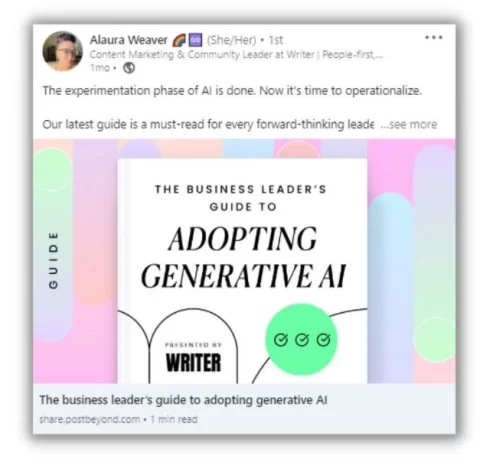 Alaura Weaver 🌈♾️ (She/Her) • 1st
Content Marketing & Community Leader at Writer | People-first,...
1mo •
The experimentation phase of AI is done. Now it's time to operationalize.
Our latest guide is a must-read for every forward-thinking leade ...see more
GUIDE
THE BUSINESS LEADER'S
GUIDE TO
ADOPTING
GENERATIVE AI
PRESENTED BY
WRITER
The business leader's guide to adopting generative AI
share.postbeyond.com • 1 min read